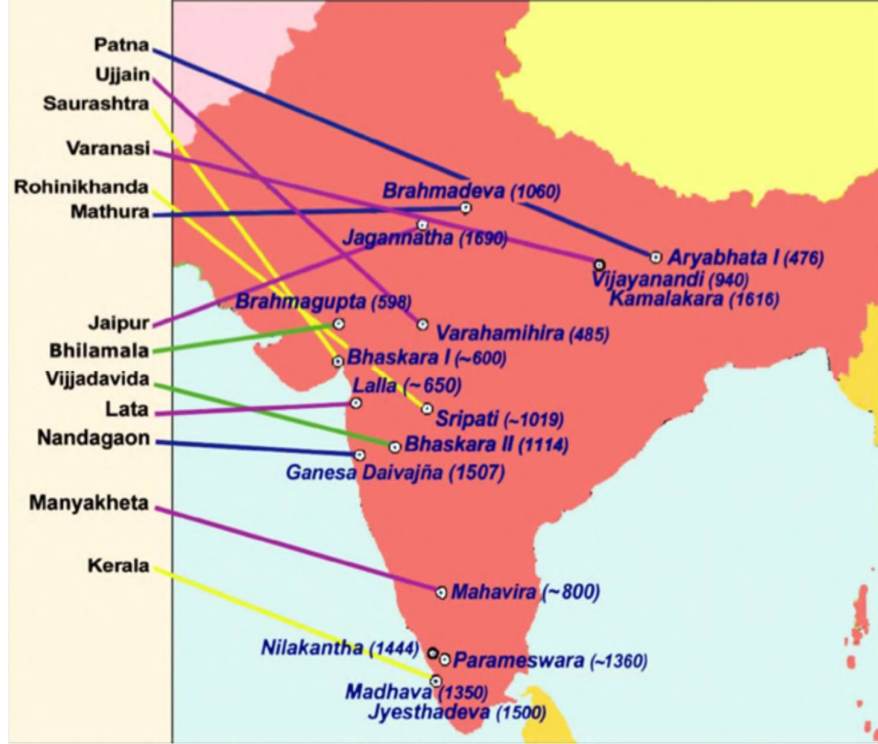 Patna
Ujjain
Saurashtra
Varanasi
Rohinikhanda
Mathura
Jaipur
Bhilamala
Vijjadavida
Lata
Nandagaon
Manyakheta
Kerala
Brahmadeva (1060)
Jagannatha (1690)
Aryabhata I (476)
Vijayanandi (940)
Kamalakara (1616)
Brahmagupta (598)
Varahamihira (485)
Bhaskara I (~600)
Lalla (~650)
Sripati (~1019)
Bhaskara II (1114)
Ganesa Daivajña (1507)
Mahavira (~800)
Nilakantha (1444)
Parameswara (~1360)
Madhava (1350)
Jyesthadeva (1500)